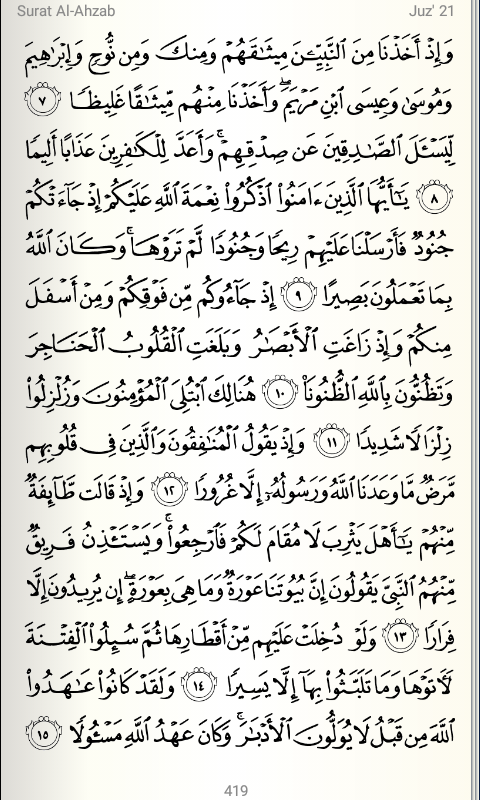 Surat Al-Ahzab Juz' 21
وَإِذْ أَخَذْنَا مِنَ ٱلنَّبِيِّـۧنَ مِيثَٰقَهُمْ وَمِنكَ وَمِن نُّوحٍ وَإِبْرَٰهِيمَ
وَمُوسَىٰ وَعِيسَى ٱبْنِ مَرْيَمَ ۖ وَأَخَذْنَا مِنْهُم مِّيثَٰقًا غَلِيظًا ٧
لِّيَسْـَٔلَ ٱلصَّٰدِقِينَ عَن صِدْقِهِمْ ۚ وَأَعَدَّ لِلْكَٰفِرِينَ عَذَابًا أَلِيمًا
٨ يَٰٓأَيُّهَا ٱلَّذِينَ ءَامَنُوا۟ ٱذْكُرُوا۟ نِعْمَةَ ٱللَّهِ عَلَيْكُمْ إِذْ جَآءَتْكُمْ
جُنُودٌ فَأَرْسَلْنَا عَلَيْهِمْ رِيحًا وَجُنُودًا لَّمْ تَرَوْهَا ۚ وَكَانَ ٱللَّهُ
بِمَا تَعْمَلُونَ بَصِيرًا ٩ إِذْ جَآءُوكُم مِّن فَوْقِكُمْ وَمِنْ أَسْفَلَ
مِنكُمْ وَإِذْ زَاغَتِ ٱلْأَبْصَٰرُ وَبَلَغَتِ ٱلْقُلُوبُ ٱلْحَنَاجِرَ
وَتَظُنُّونَ بِٱللَّهِ ٱلظُّنُونَا۠ ١٠ هُنَالِكَ ٱبْتُلِىَ ٱلْمُؤْمِنُونَ وَزُلْزِلُوا۟
زِلْزَالًا شَدِيدًا ١١ وَإِذْ يَقُولُ ٱلْمُنَٰفِقُونَ وَٱلَّذِينَ فِى قُلُوبِهِم
مَّرَضٌ مَّا وَعَدَنَا ٱللَّهُ وَرَسُولُهُۥٓ إِلَّا غُرُورًا ١٢ وَإِذْ قَالَت طَّآئِفَةٌ
مِّنْهُمْ يَٰٓأَهْلَ يَثْرِبَ لَا مُقَامَ لَكُمْ فَٱرْجِعُوا۟ ۚ وَيَسْتَـْٔذِنُ فَرِيقٌ
مِّنْهُمُ ٱلنَّبِىَّ يَقُولُونَ إِنَّ بُيُوتَنَا عَوْرَةٌ وَمَا هِىَ بِعَوْرَةٍ ۖ إِن يُرِيدُونَ إِلَّا
فِرَارًا ١٣ وَلَوْ دُخِلَتْ عَلَيْهِم مِّنْ أَقْطَارِهَا ثُمَّ سُئِلُوا۟ ٱلْفِتْنَةَ
لَـَٔاتَوْهَا وَمَا تَلَبَّثُوا۟ بِهَآ إِلَّا يَسِيرًا ١٤ وَلَقَدْ كَانُوا۟ عَٰهَدُوا۟
ٱللَّهَ مِن قَبْلُ لَا يُوَلُّونَ ٱلْأَدْبَٰرَ ۚ وَكَانَ عَهْدُ ٱللَّهِ مَسْـُٔولًا ١٥
419